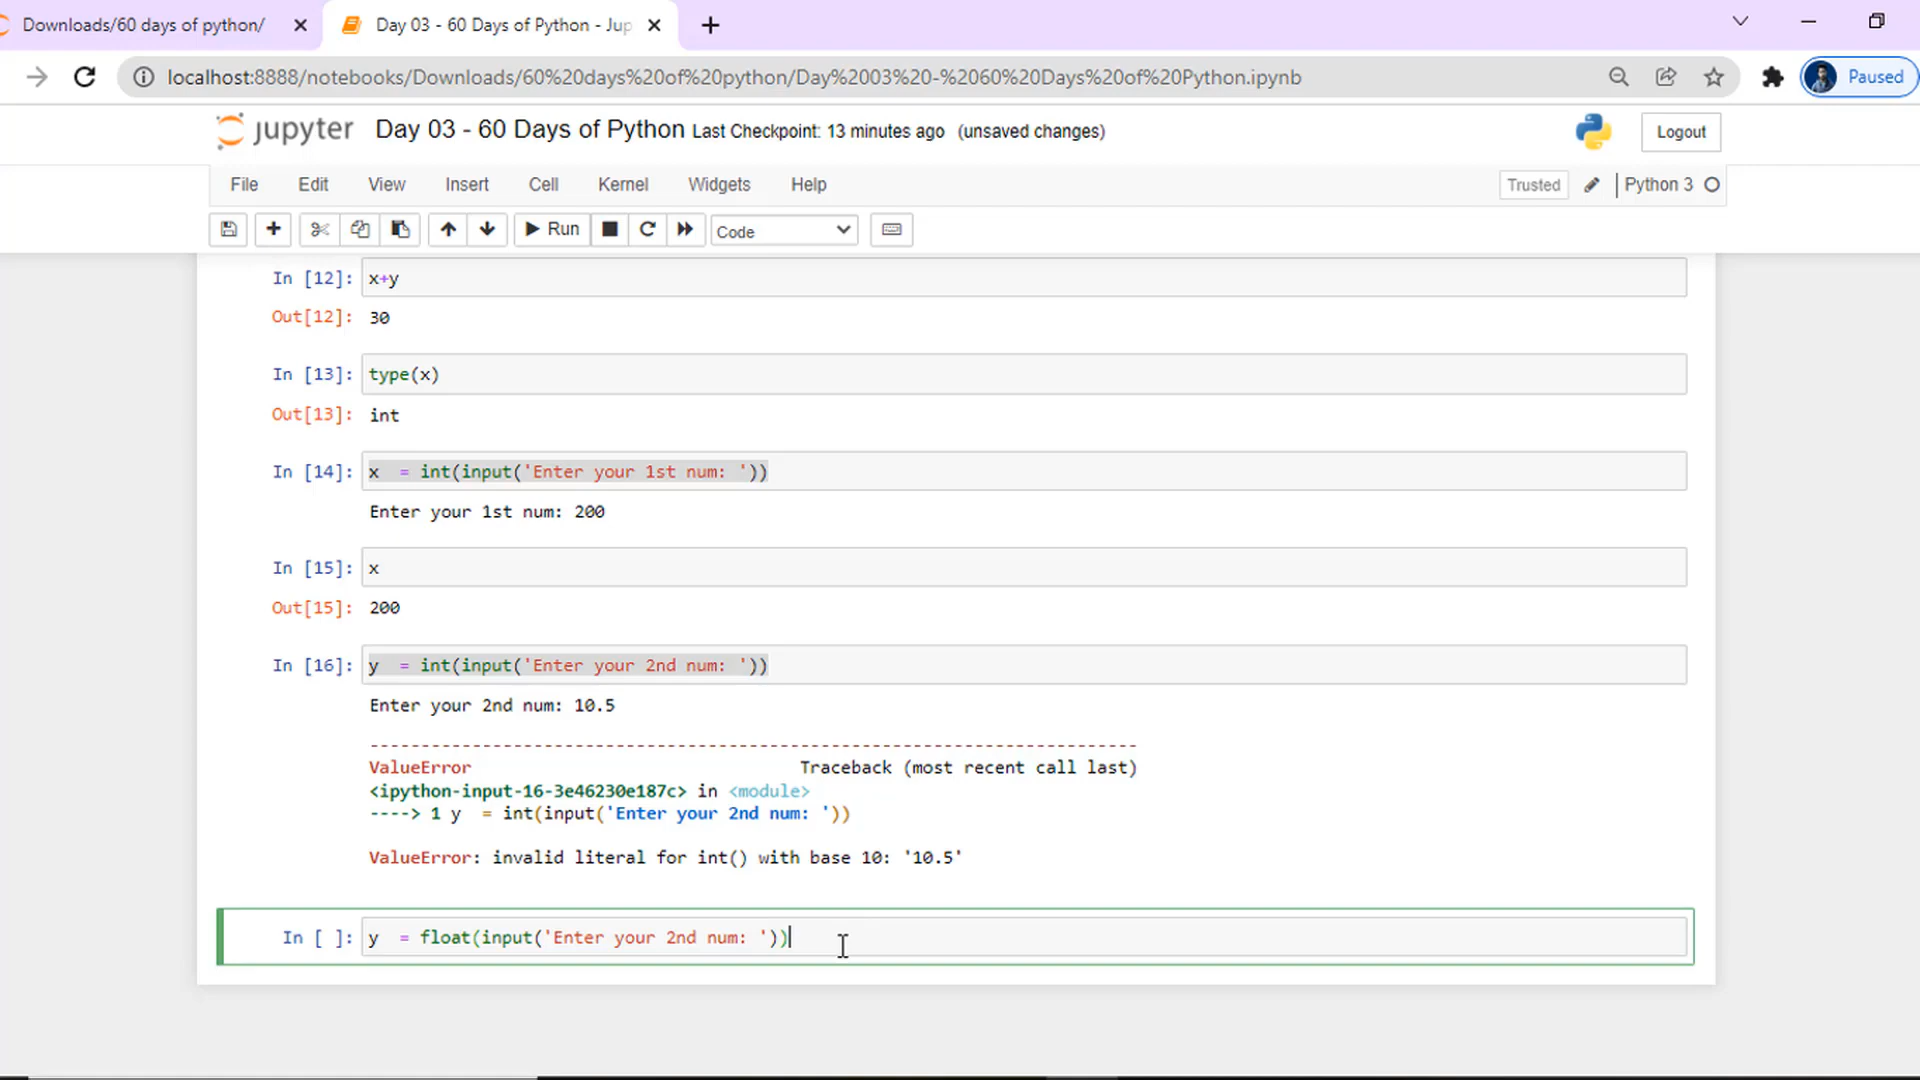 Downloads/60 days of python/
Day 03 - 60 Days of Python - Jup
localhost:8888/notebooks/Downloads/60%20days%20of%20python/Day%2003%20-%2060%20Days%20of%20Python.ipynb
Paused
jupyter Day 03 - 60 Days of Python Last Checkpoint: 13 minutes ago (unsaved changes)
Logout
File Edit View Insert Cell Kernel Widgets Help
Trusted
Python 3
Run
Code
In [12]: x+y
Out[12]: 30
In [13]: type(x)
Out[13]: int
In [14]: x  = int(input('Enter your 1st num: '))
Enter your 1st num: 200
In [15]: x
Out[15]: 200
In [16]: y  = int(input('Enter your 2nd num: '))
Enter your 2nd num: 10.5
---------------------------------------------------------------------------
ValueError                                Traceback (most recent call last)
<ipython-input-16-3e46230e187c> in <module>
----> 1 y  = int(input('Enter your 2nd num: '))
ValueError: invalid literal for int() with base 10: '10.5'
In [ ]: y  = float(input('Enter your 2nd num: '))